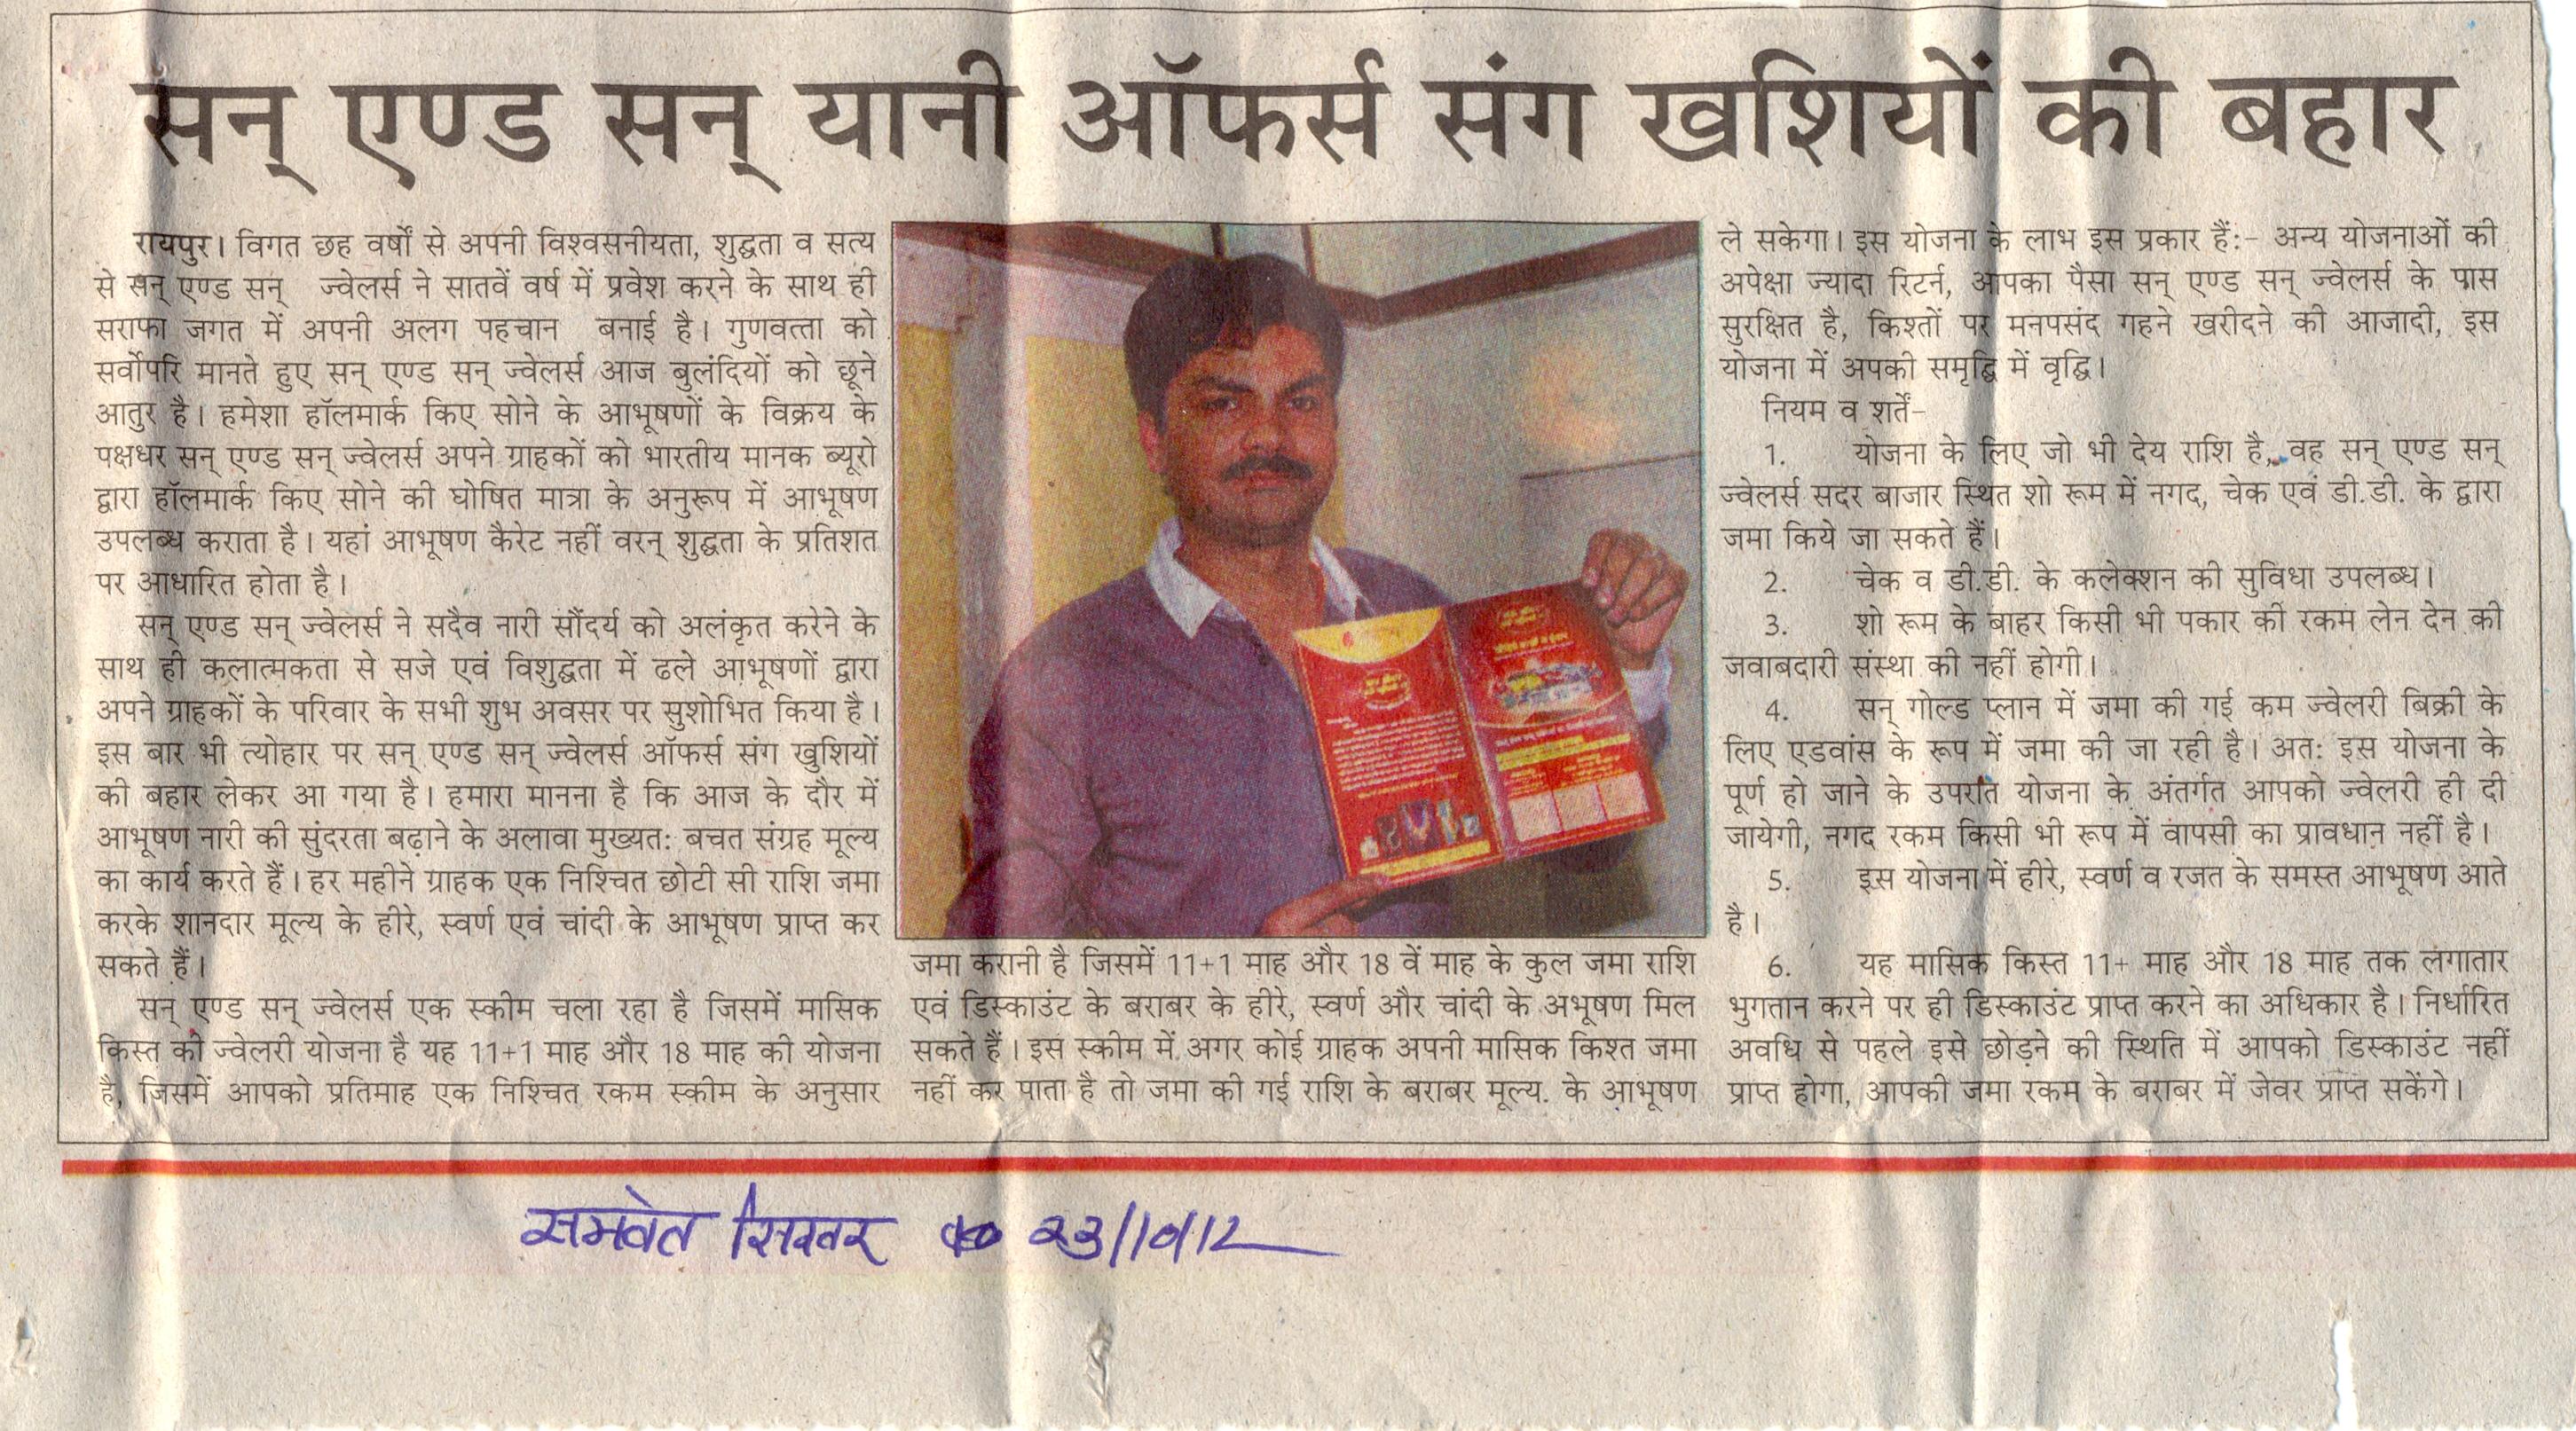 सन् एण्ड सन् यानी ऑफर्स संग खशियों की बहार
रायपुर। विगत छह वर्षों से अपनी विश्वसनीयता, शुद्धता व सत्य
से सन् एण्ड सन् ज्वेलर्स ने सातवें वर्ष में प्रवेश करने के साथ ही
सराफा जगत में अपनी अलग पहचान बनाई है। गुणवत्ता को
सर्वोपरि मानते हुए सन् एण्ड सन् ज्वेलर्स आज बुलंदियों को छूने
आतुर है। हमेशा हॉलमार्क किए सोने के आभूषणों के विक्रय के
पक्षधर सन् एण्ड सन् ज्वेलर्स अपने ग्राहकों को भारतीय मानक ब्यूरो
द्वारा हॉलमार्क किए सोने की घोषित मात्रा के अनुरूप में आभूषण
उपलब्ध कराता है। यहां आभूषण कैरेट नहीं वरन् शुद्धता के प्रतिशत
पर आधारित होता है।
सन् एण्ड सन् ज्वेलर्स ने सदैव नारी सौंदर्य को अलंकृत करेने के
साथ ही कलात्मकता से सजे एवं विशुद्धता में ढले आभूषणों द्वारा
अपने ग्राहकों के परिवार के सभी शुभ अवसर पर सुशोभित किया है।
इस बार भी त्योहार पर सन् एण्ड सन् ज्वेलर्स ऑफर्स संग खुशियों
की बहार लेकर आ गया है। हमारा मानना है कि आज के दौर में
आभूषण नारी की सुंदरता बढ़ाने के अलावा मुख्यतः बचत संग्रह मूल्य
का कार्य करते हैं। हर महीने ग्राहक एक निश्चित छोटी सी राशि जमा
करके शानदार मूल्य के हीरे, स्वर्ण एवं चांदी के आभूषण प्राप्त कर
सकते हैं।
सन् एण्ड सन् ज्वेलर्स एक स्कीम चला रहा है जिसमें मासिक
किस्त की ज्वेलरी योजना है यह 11+1 माह और 18 माह की योजना
है, जिसमें आपको प्रतिमाह एक निश्चित रकम स्कीम के अनुसार
जमा करानी है जिसमें 11+1 माह और 18 वें माह के कुल जमा राशि
एवं डिस्काउंट के बराबर के हीरे, स्वर्ण और चांदी के अभूषण मिल
सकते हैं। इस स्कीम में अगर कोई ग्राहक अपनी मासिक किश्त जमा
नहीं कर पाता है तो जमा की गई राशि के बराबर मूल्य. के आभूषण
ले सकेगा। इस योजना के लाभ इस प्रकार हैं:- अन्य योजनाओं की
अपेक्षा ज्यादा रिटर्न, आपका पैसा सन् एण्ड सन् ज्वेलर्स के पास
सुरक्षित है, किश्तों पर मनपसंद गहने खरीदने की आजादी, इस
योजना में अपकी समृद्धि में वृद्धि।
नियम व शर्तें-
1. योजना के लिए जो भी देय राशि है, वह सन् एण्ड सन्
ज्वेलर्स सदर बाजार स्थित शो रूम में नगद, चेक एवं डी.डी. के द्वारा
जमा किये जा सकते हैं।
2. चेक व डी.डी. के कलेक्शन की सुविधा उपलब्ध।
3. शो रूम के बाहर किसी भी पकार की रकम लेन देन की
जवाबदारी संस्था की नहीं होगी।
4. सन् गोल्ड प्लान में जमा की गई कम ज्वेलरी बिक्री के
लिए एडवांस के रूप में जमा की जा रही है। अतः इस योजना के
पूर्ण हो जाने के उपरांत योजना के अंतर्गत आपको ज्वेलरी ही दी
जायेगी, नगद रकम किसी भी रूप में वापसी का प्रावधान नहीं है।
5. इस योजना में हीरे, स्वर्ण व रजत के समस्त आभूषण आते
है।
6. यह मासिक किस्त 11+ माह और 18 माह तक लगातार
भुगतान करने पर ही डिस्काउंट प्राप्त करने का अधिकार है। निर्धारित
अवधि से पहले इसे छोड़ने की स्थिति में आपको डिस्काउंट नहीं
प्राप्त होगा, आपकी जमा रकम के बराबर में जेवर प्राप्त सकेंगे।
समवेत सिखर 23/10/12